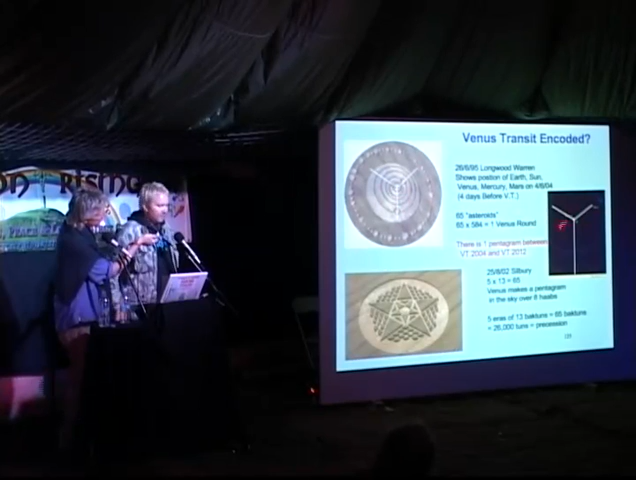 Venus Transit Encoded?
26/6/95 Longwood Warren
Shows position of Earth, Sun,
Venus, Mercury, Mars on 4/6/04
(4 days Before V.T.)
65 "asteroids"
65 x 584 = 1 Venus Round
There is 1 pentagram between
VT 2004 and VT 2012
25/8/02 Silbury
5 x 13 = 65
Venus makes a pentagram
in the sky over 8 haabs
5 eras of 13 baktuns = 65 baktuns
= 26,000 tuns = precession
RISING